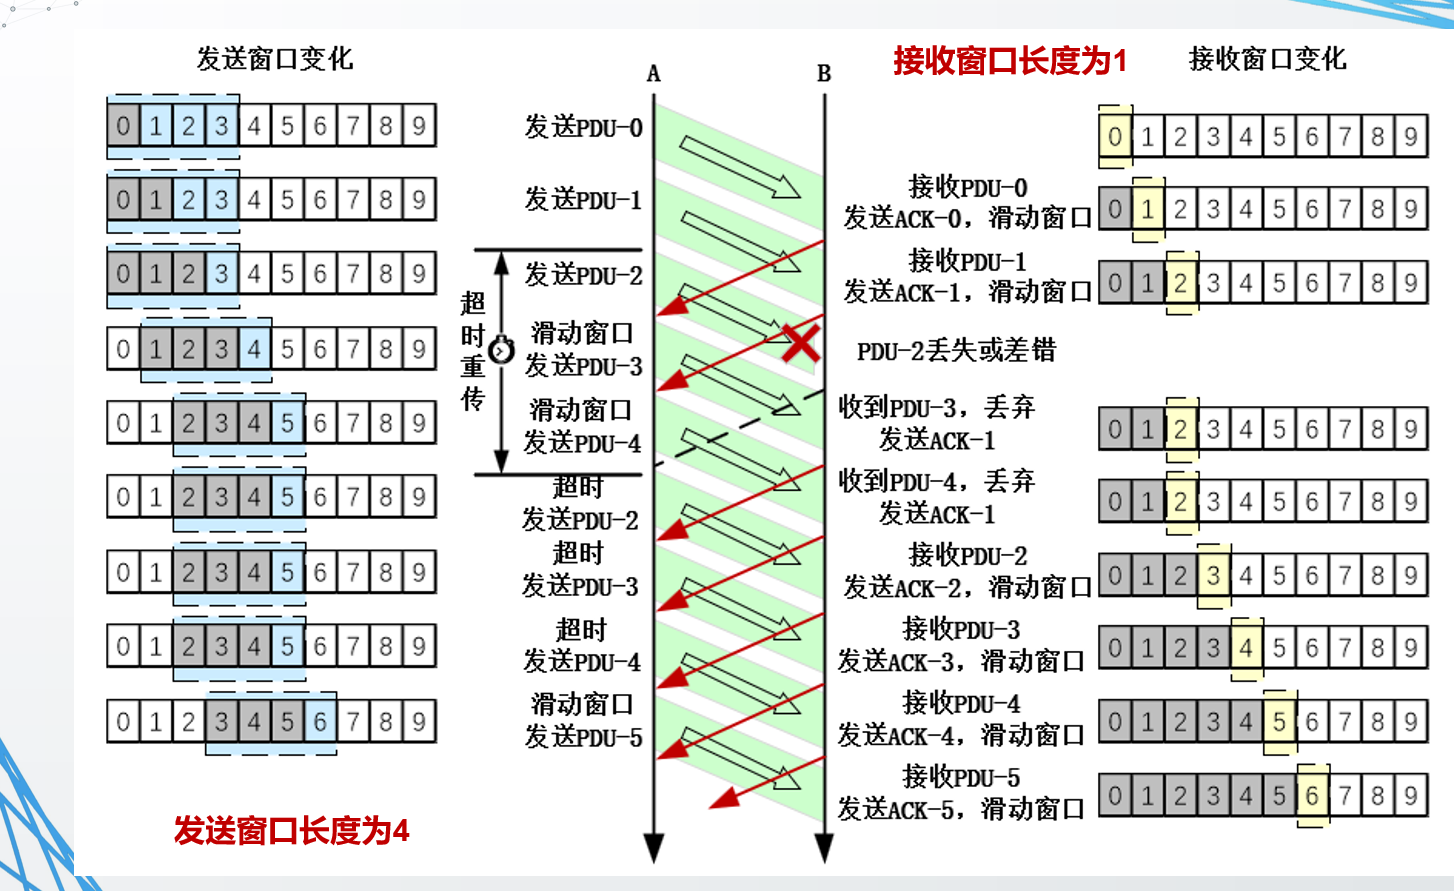 发送窗口变化
接收窗口长度为1
接收窗口变化
A
B
0 1 2 3 4 5 6 7 8 9
发送PDU-0
0 1 2 3 4 5 6 7 8 9
0 1 2 3 4 5 6 7 8 9
发送PDU-1
接收PDU-0
发送ACK-0，滑动窗口
0 1 2 3 4 5 6 7 8 9
0 1 2 3 4 5 6 7 8 9
发送PDU-2
接收PDU-1
发送ACK-1，滑动窗口
0 1 2 3 4 5 6 7 8 9
超时重传
0 1 2 3 4 5 6 7 8 9
滑动窗口
发送PDU-3
PDU-2丢失或差错
0 1 2 3 4 5 6 7 8 9
滑动窗口
发送PDU-4
收到PDU-3，丢弃
发送ACK-1
0 1 2 3 4 5 6 7 8 9
0 1 2 3 4 5 6 7 8 9
超时
发送PDU-2
收到PDU-4，丢弃
发送ACK-1
0 1 2 3 4 5 6 7 8 9
0 1 2 3 4 5 6 7 8 9
超时
发送PDU-3
接收PDU-2
发送ACK-2，滑动窗口
0 1 2 3 4 5 6 7 8 9
0 1 2 3 4 5 6 7 8 9
超时
发送PDU-4
接收PDU-3
发送ACK-3，滑动窗口
0 1 2 3 4 5 6 7 8 9
0 1 2 3 4 5 6 7 8 9
滑动窗口
发送PDU-5
接收PDU-4
发送ACK-4，滑动窗口
0 1 2 3 4 5 6 7 8 9
接收PDU-5
发送ACK-5，滑动窗口
0 1 2 3 4 5 6 7 8 9
发送窗口长度为4